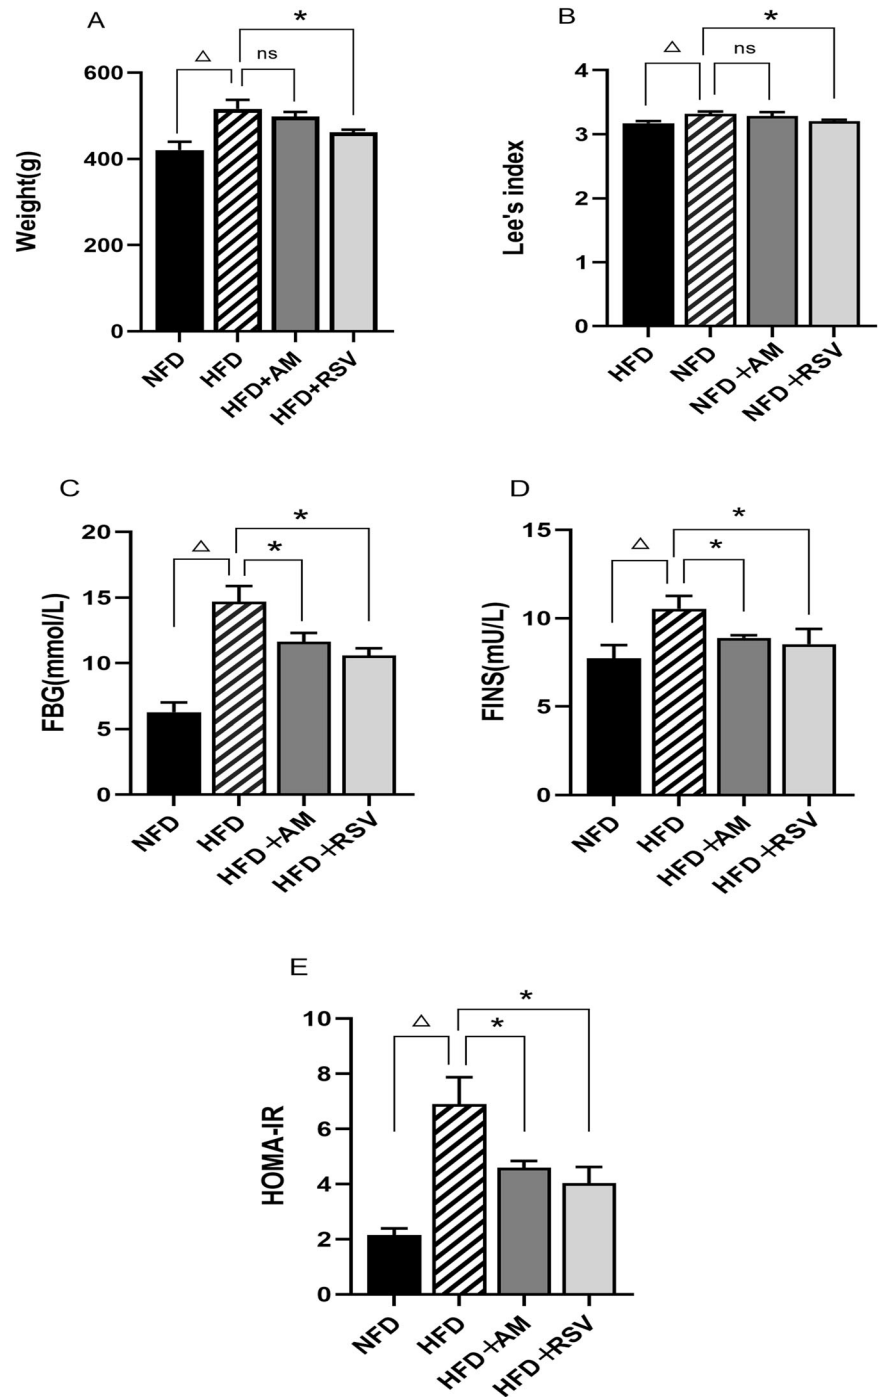 A
Weight(g)
600
400
200
0
△
*
ns
NFD
HFD
HFD+AM
HFD+RSV
B
Lee's index
4
3
2
1
0
△
*
ns
HFD
NFD
NFD+AM
NFD+RSV
C
FBG(mmol/L)
20
15
10
5
0
△
*
*
NFD
HFD
HFD+AM
HFD+RSV
D
FINS(mU/L)
15
10
5
0
△
*
*
NFD
HFD
HFD+AM
HFD+RSV
E
HOMA-IR
10
8
6
4
2
0
△
*
*
NFD
HFD
HFD+AM
HFD+RSV